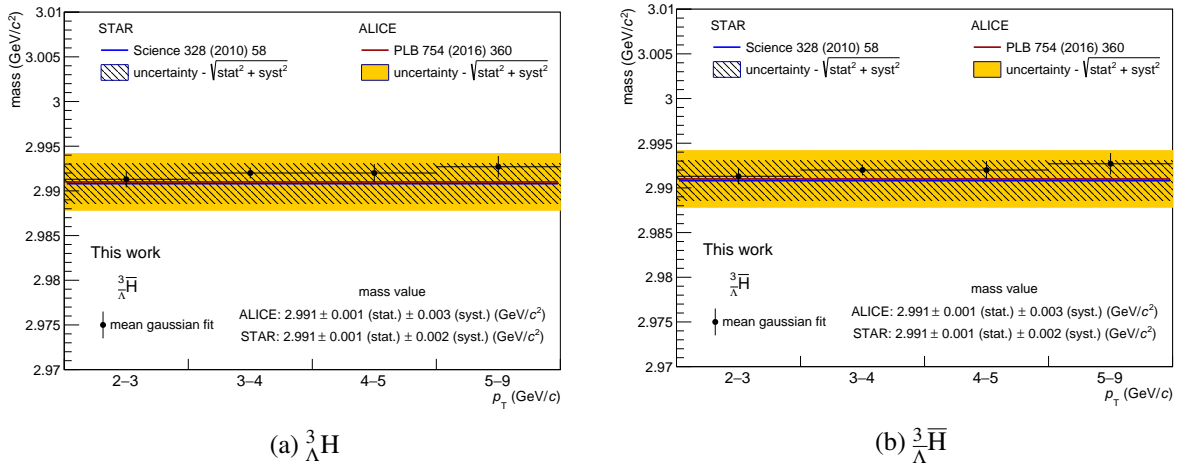 mass (GeV/c²)
3.01
3.005
3
2.995
2.99
2.985
2.98
2.975
2.97
STAR
Science 328 (2010) 58
uncertainty - √stat² + syst²
ALICE
PLB 754 (2016) 360
uncertainty - √stat² + syst²
This work
³_Λ̅H̅
mean gaussian fit
mass value
ALICE: 2.991 ± 0.001 (stat.) ± 0.003 (syst.) (GeV/c²)
STAR: 2.991 ± 0.001 (stat.) ± 0.002 (syst.) (GeV/c²)
2–3 3–4 4–5 5–9
p_T (GeV/c)
(a) ³_ΛH
mass (GeV/c²)
3.01
3.005
3
2.995
2.99
2.985
2.98
2.975
2.97
STAR
Science 328 (2010) 58
uncertainty - √stat² + syst²
ALICE
PLB 754 (2016) 360
uncertainty - √stat² + syst²
This work
³_Λ̅H̅
mean gaussian fit
mass value
ALICE: 2.991 ± 0.001 (stat.) ± 0.003 (syst.) (GeV/c²)
STAR: 2.991 ± 0.001 (stat.) ± 0.002 (syst.) (GeV/c²)
2–3 3–4 4–5 5–9
p_T (GeV/c)
(b) ³_Λ̅H̅